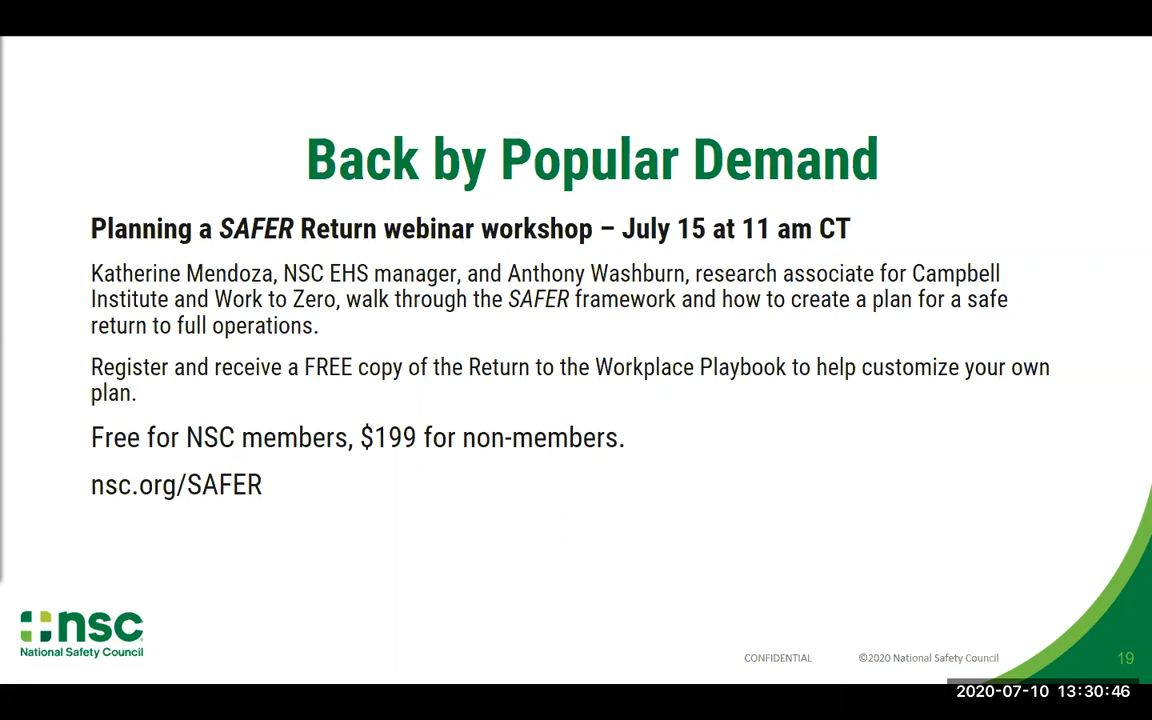 Back by Popular Demand
Planning a SAFER Return webinar workshop – July 15 at 11 am CT
Katherine Mendoza, NSC EHS manager, and Anthony Washburn, research associate for Campbell
Institute and Work to Zero, walk through the SAFER framework and how to create a plan for a safe
return to full operations.
Register and receive a FREE copy of the Return to the Workplace Playbook to help customize your own
plan.
Free for NSC members, $199 for non-members.
nsc.org/SAFER
nsc
National Safety Council
CONFIDENTIAL ©2020 National Safety Council 19
2020-07-10 13:30:46